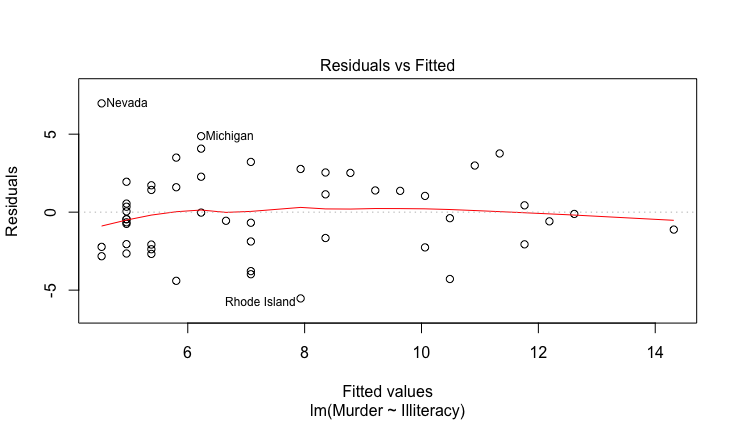 Residuals vs Fitted
Residuals
5
0
-5
Nevada
Michigan
Rhode Island
6 8 10 12 14
Fitted values
lm(Murder ~ Illiteracy)